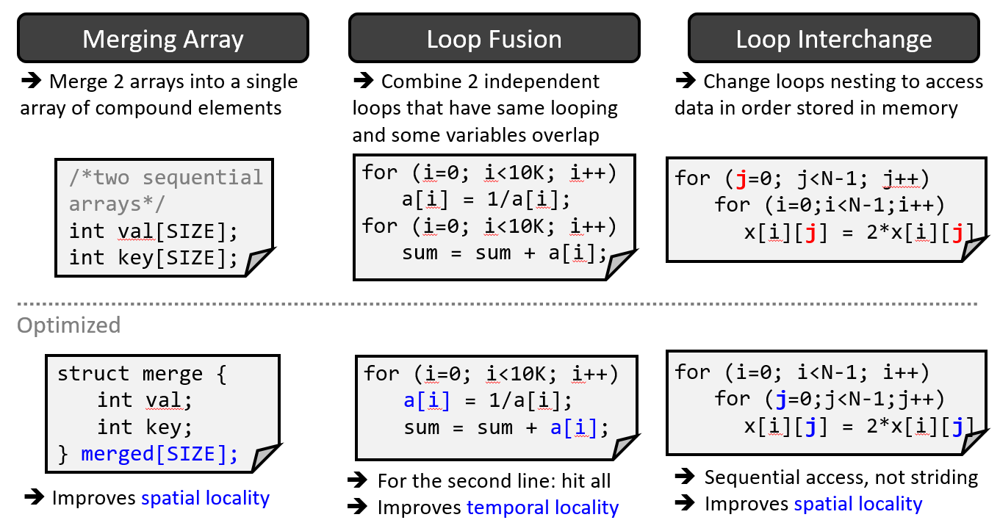 Merging Array
➔ Merge 2 arrays into a single
array of compound elements
/*two sequential
arrays*/
int val[SIZE];
int key[SIZE];
Loop Fusion
➔ Combine 2 independent
loops that have same looping
and some variables overlap
for (i=0; i<10K; i++)
a[i] = 1/a[i];
for (i=0; i<10K; i++)
sum = sum + a[i];
Loop Interchange
➔ Change loops nesting to access
data in order stored in memory
for (j=0; j<N-1; j++)
for (i=0;i<N-1;i++)
x[i][j] = 2*x[i][j]
Optimized
struct merge {
int val;
int key;
} merged[SIZE];
➔ Improves spatial locality
for (i=0; i<10K; i++)
a[i] = 1/a[i];
sum = sum + a[i];
➔ For the second line: hit all
➔ Improves temporal locality
for (i=0; i<N-1; i++)
for (j=0;j<N-1;j++)
x[i][j] = 2*x[i][j]
➔ Sequential access, not striding
➔ Improves spatial locality